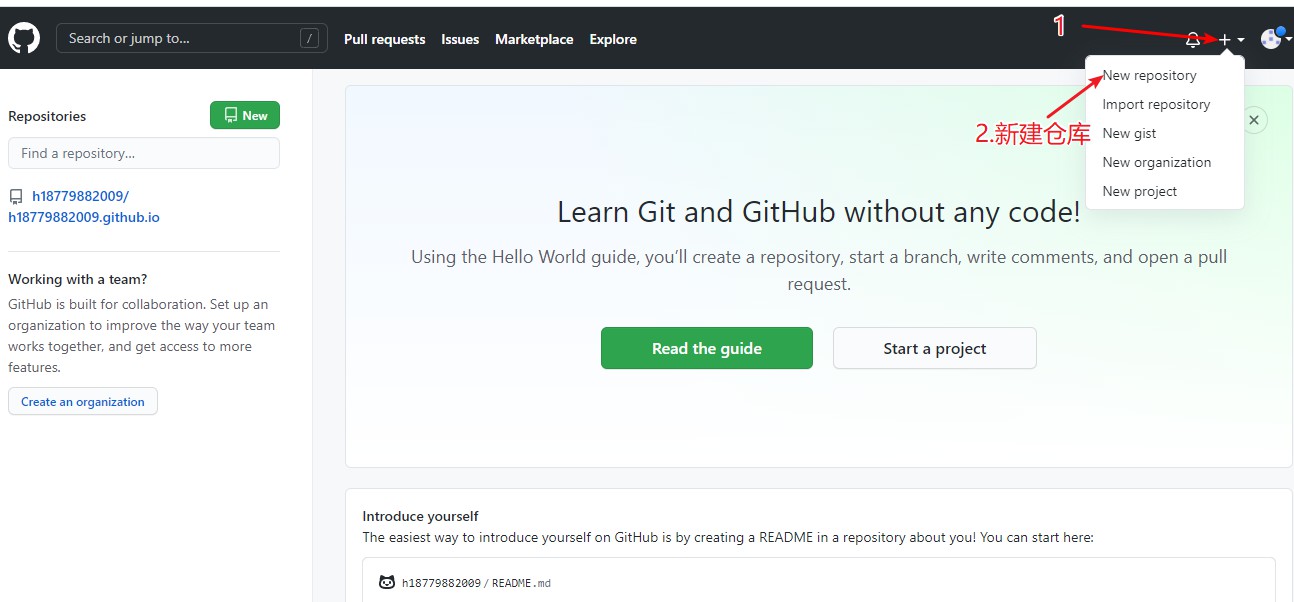 Search or jump to... /
Pull requests
Issues
Marketplace
Explore
1
New repository
Import repository
New gist
New organization
New project
2.新建仓库
Repositories
New
Find a repository...
h18779882009/
h18779882009.github.io
Working with a team?
GitHub is built for collaboration. Set up an
organization to improve the way your team
works together, and get access to more
features.
Create an organization
Learn Git and GitHub without any code!
Using the Hello World guide, you’ll create a repository, start a branch, write comments, and open a pull
request.
Read the guide
Start a project
Introduce yourself
The easiest way to introduce yourself on GitHub is by creating a README in a repository about you! You can start here:
h18779882009 / README.md